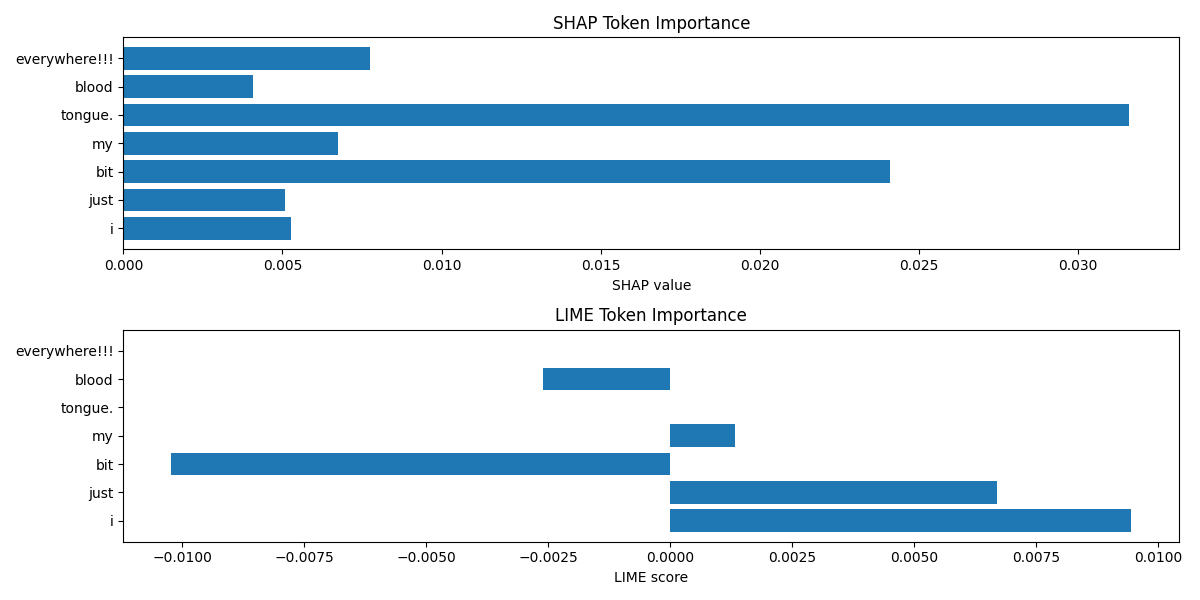 SHAP Token Importance
everywhere!!!
blood
tongue.
my
bit
just
i
0.000 0.005 0.010 0.015 0.020 0.025 0.030
SHAP value
LIME Token Importance
everywhere!!!
blood
tongue.
my
bit
just
i
−0.0100 −0.0075 −0.0050 −0.0025 0.0000 0.0025 0.0050 0.0075 0.0100
LIME score